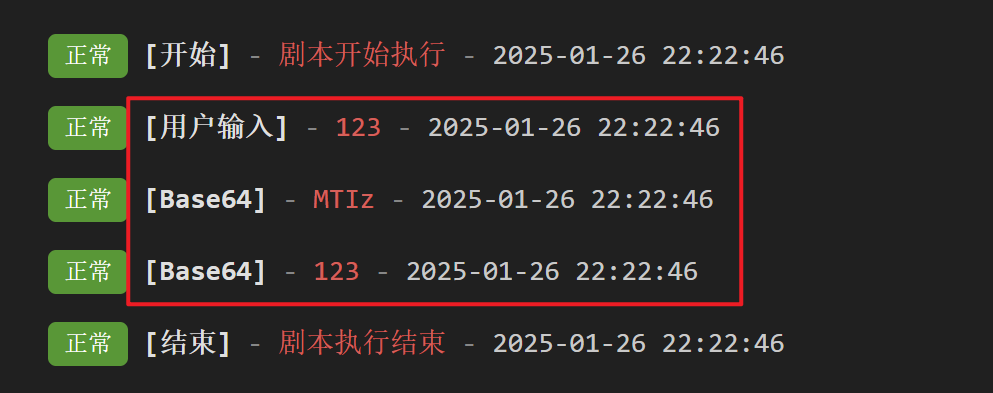 正常 [开始] - 剧本开始执行 - 2025-01-26 22:22:46
正常 [用户输入] - 123 - 2025-01-26 22:22:46
正常 [Base64] - MTIz - 2025-01-26 22:22:46
正常 [Base64] - 123 - 2025-01-26 22:22:46
正常 [结束] - 剧本执行结束 - 2025-01-26 22:22:46